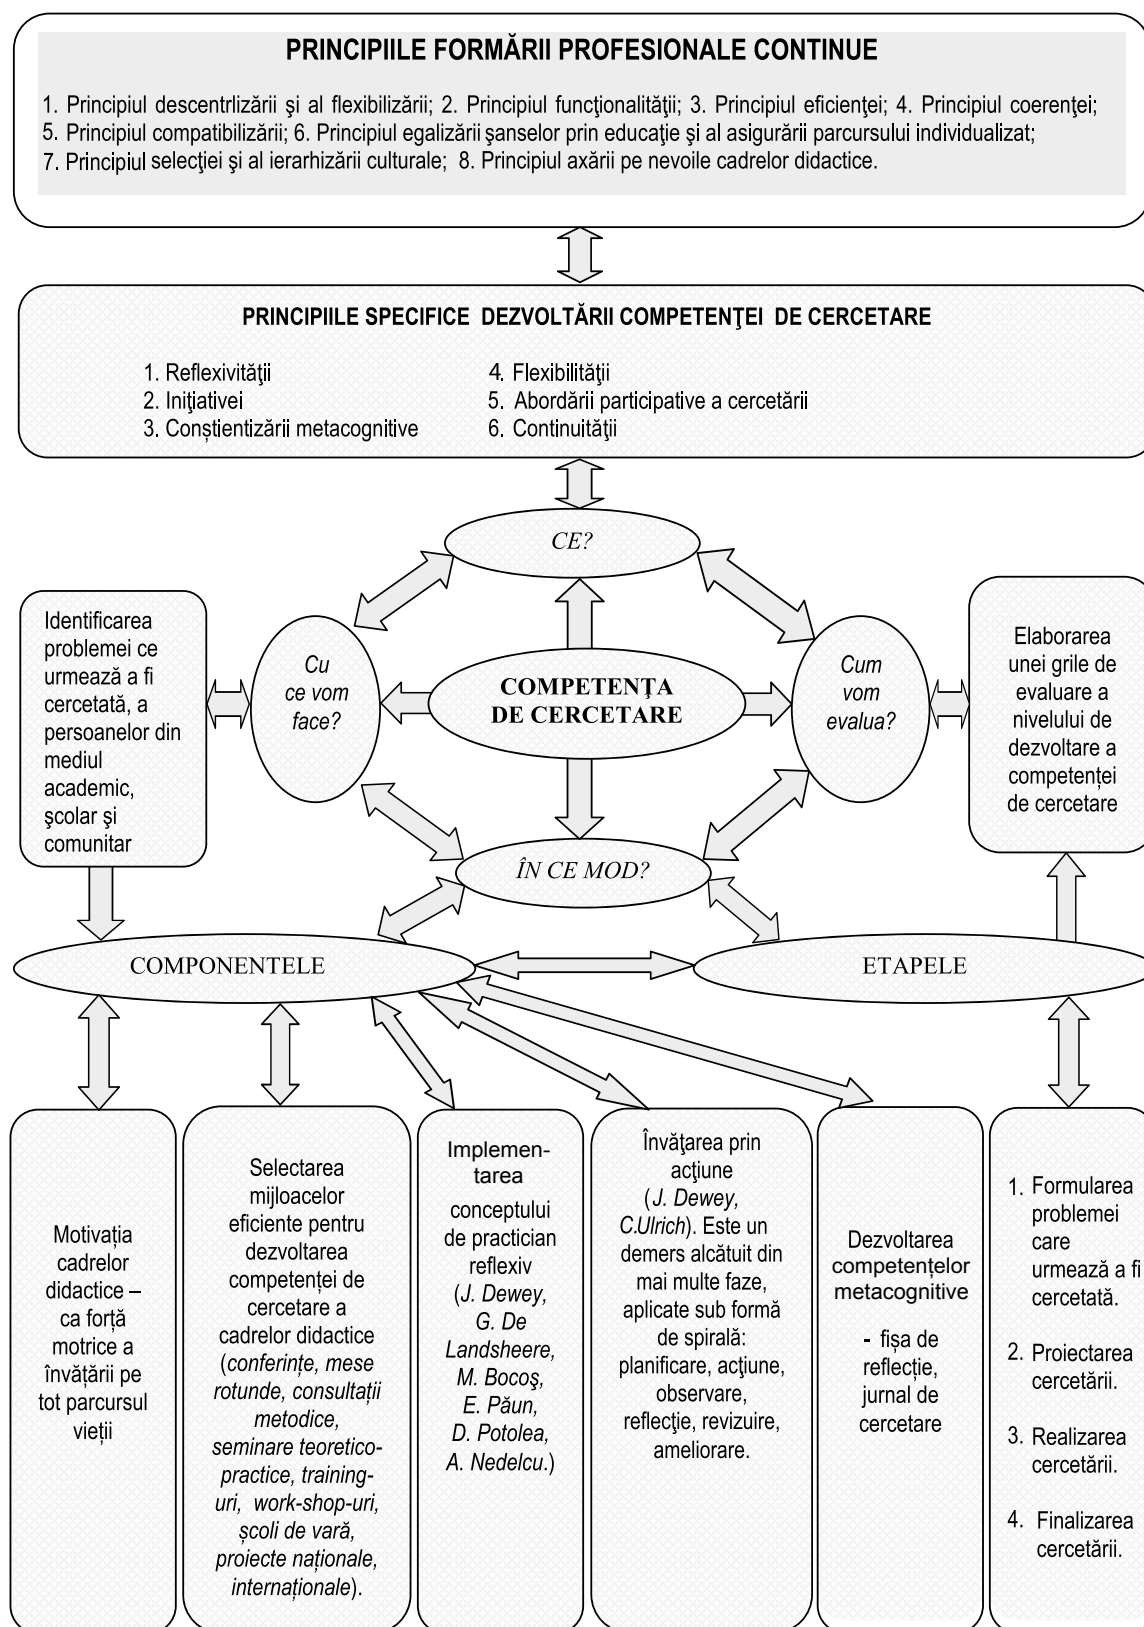 PRINCIPIILE FORMĂRII PROFESIONALE CONTINUE
1. Principiul descentrlizării şi al flexibilizării; 2. Principiul funcţionalităţii; 3. Principiul eficienţei; 4. Principiul coerenţei;
5. Principiul compatibilizării; 6. Principiul egalizării şanselor prin educaţie şi al asigurării parcursului individualizat;
7. Principiul selecţiei şi al ierarhizării culturale; 8. Principiul axării pe nevoile cadrelor didactice.
PRINCIPIILE SPECIFICE DEZVOLTĂRII COMPETENŢEI DE CERCETARE
1. Reflexivităţii
2. Iniţiativei
3. Conștientizării metacognitive
4. Flexibilităţii
5. Abordării participative a cercetării
6. Continuităţii
CE?
Identificarea
problemei ce
urmează a fi
cercetată, a
persoanelor din
mediul
academic,
şcolar şi
comunitar
Cu
ce vom
face?
COMPETENŢA
DE CERCETARE
Cum
vom
evalua?
Elaborarea
unei grile de
evaluare a
nivelului de
dezvoltare a
competenței
de cercetare
ÎN CE MOD?
COMPONENTELE
ETAPELE
Motivația
cadrelor
didactice –
ca forță
motrice a
învățării pe
tot parcursul
vieții
Selectarea
mijloacelor
eficiente pentru
dezvoltarea
competenței de
cercetare a
cadrelor didactice
(conferințe, mese
rotunde, consultații
metodice,
seminare teoretico-
practice, training-
uri, work-shop-uri,
școli de vară,
proiecte naționale,
internaționale).
Implemen-
tarea
conceptului
de practician
reflexiv
(J. Dewey,
G. De
Landsheere,
M. Bocoş,
E. Păun,
D. Potolea,
A. Nedelcu.)
Învăţarea prin
acţiune
(J. Dewey,
C.Ulrich). Este un
demers alcătuit din
mai multe faze,
aplicate sub formă
de spirală:
planificare, acţiune,
observare,
reflecţie, revizuire,
ameliorare.
Dezvoltarea
competențelor
metacognitive
- fișa de
reflecție,
jurnal de
cercetare
1. Formularea
problemei
care
urmează a fi
cercetată.
2. Proiectarea
cercetării.
3. Realizarea
cercetării.
4. Finalizarea
cercetării.